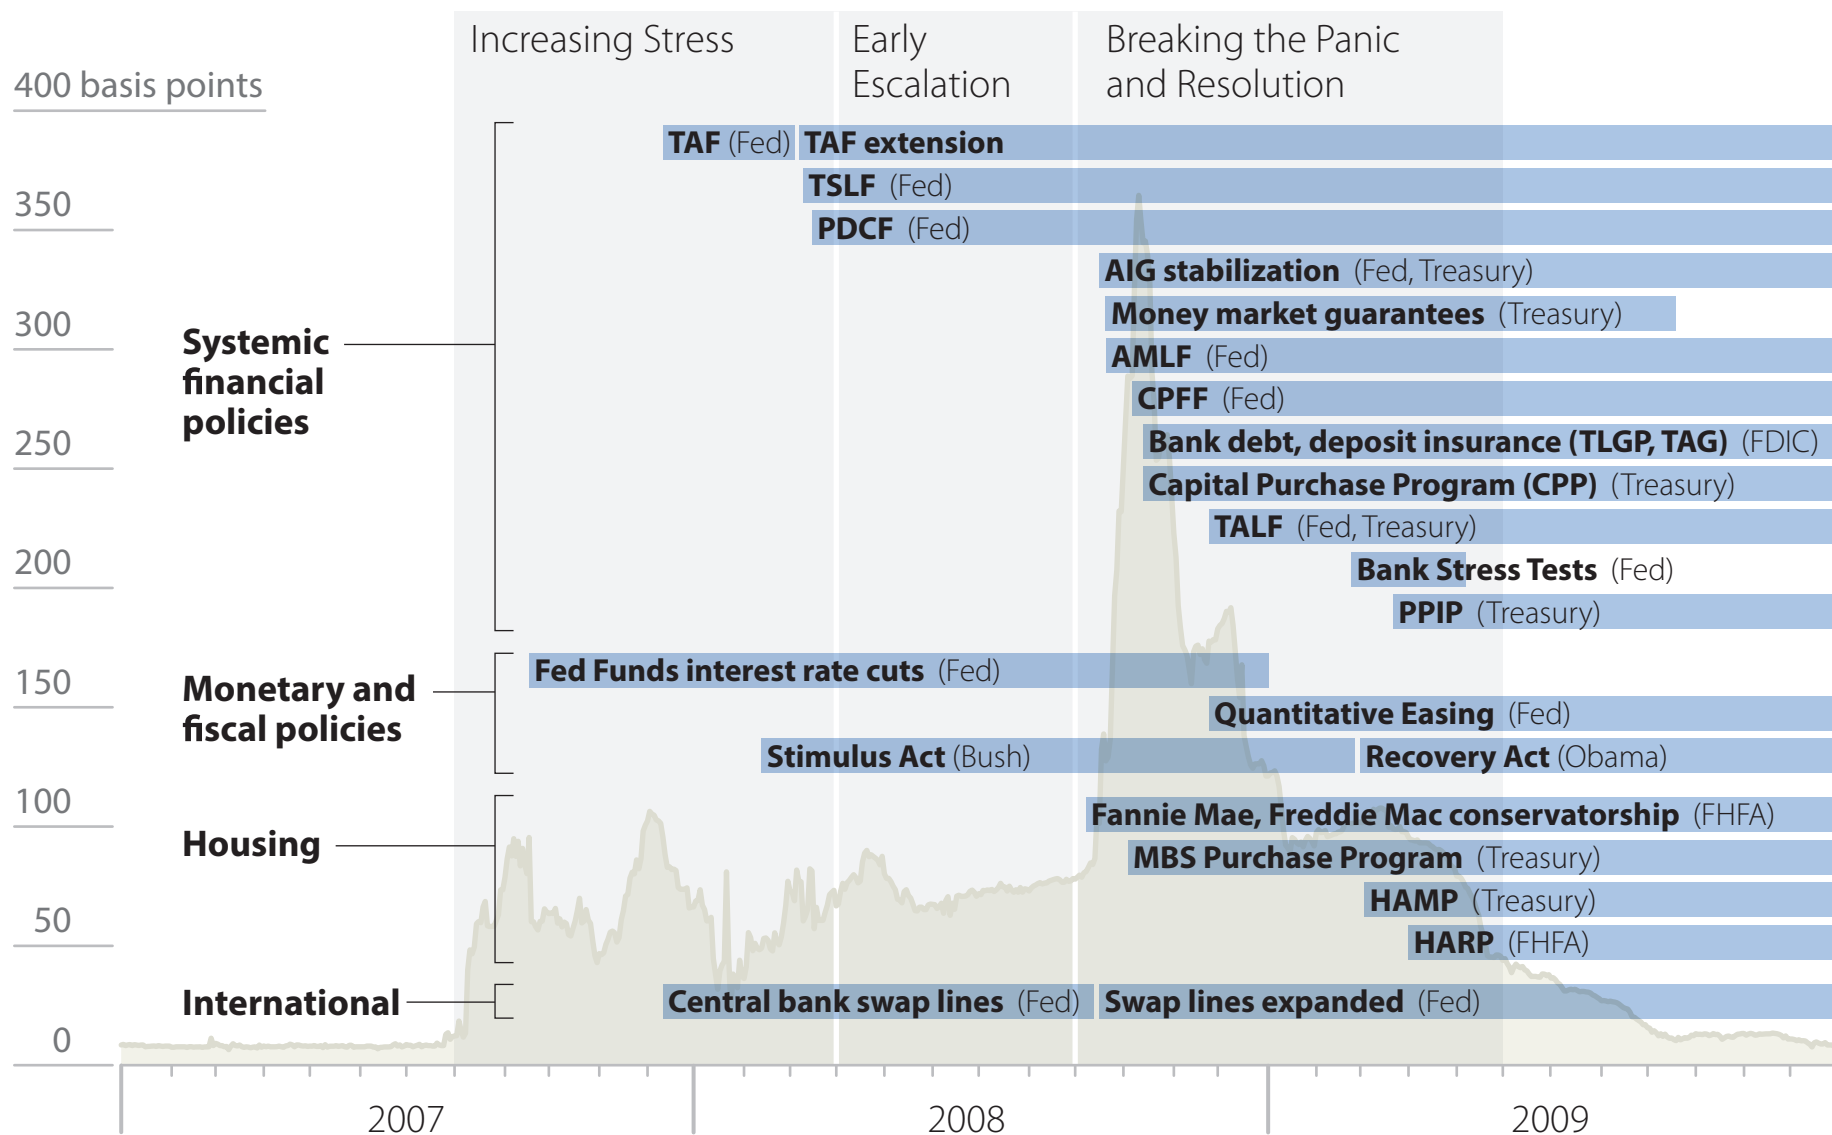 Increasing Stress
Early
Escalation
Breaking the Panic
and Resolution
400 basis points
350
300
250
200
150
100
50
0
Systemic
financial
policies
TAF (Fed)
TAF extension
TSLF (Fed)
PDCF (Fed)
AIG stabilization (Fed, Treasury)
Money market guarantees (Treasury)
AMLF (Fed)
CPFF (Fed)
Bank debt, deposit insurance (TLGP, TAG) (FDIC)
Capital Purchase Program (CPP) (Treasury)
TALF (Fed, Treasury)
Bank Stress Tests (Fed)
PPIP (Treasury)
Monetary and
fiscal policies
Fed Funds interest rate cuts (Fed)
Quantitative Easing (Fed)
Stimulus Act (Bush)
Recovery Act (Obama)
Housing
Fannie Mae, Freddie Mac conservatorship (FHFA)
MBS Purchase Program (Treasury)
HAMP (Treasury)
HARP (FHFA)
International
Central bank swap lines (Fed)
Swap lines expanded (Fed)
2007
2008
2009